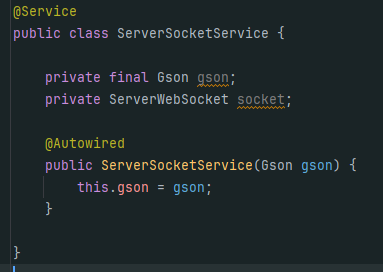 @Service
public class ServerSocketService {
private final Gson gson;
private ServerWebSocket socket;
@Autowired
public ServerSocketService(Gson gson) {
this.gson = gson;
}
}